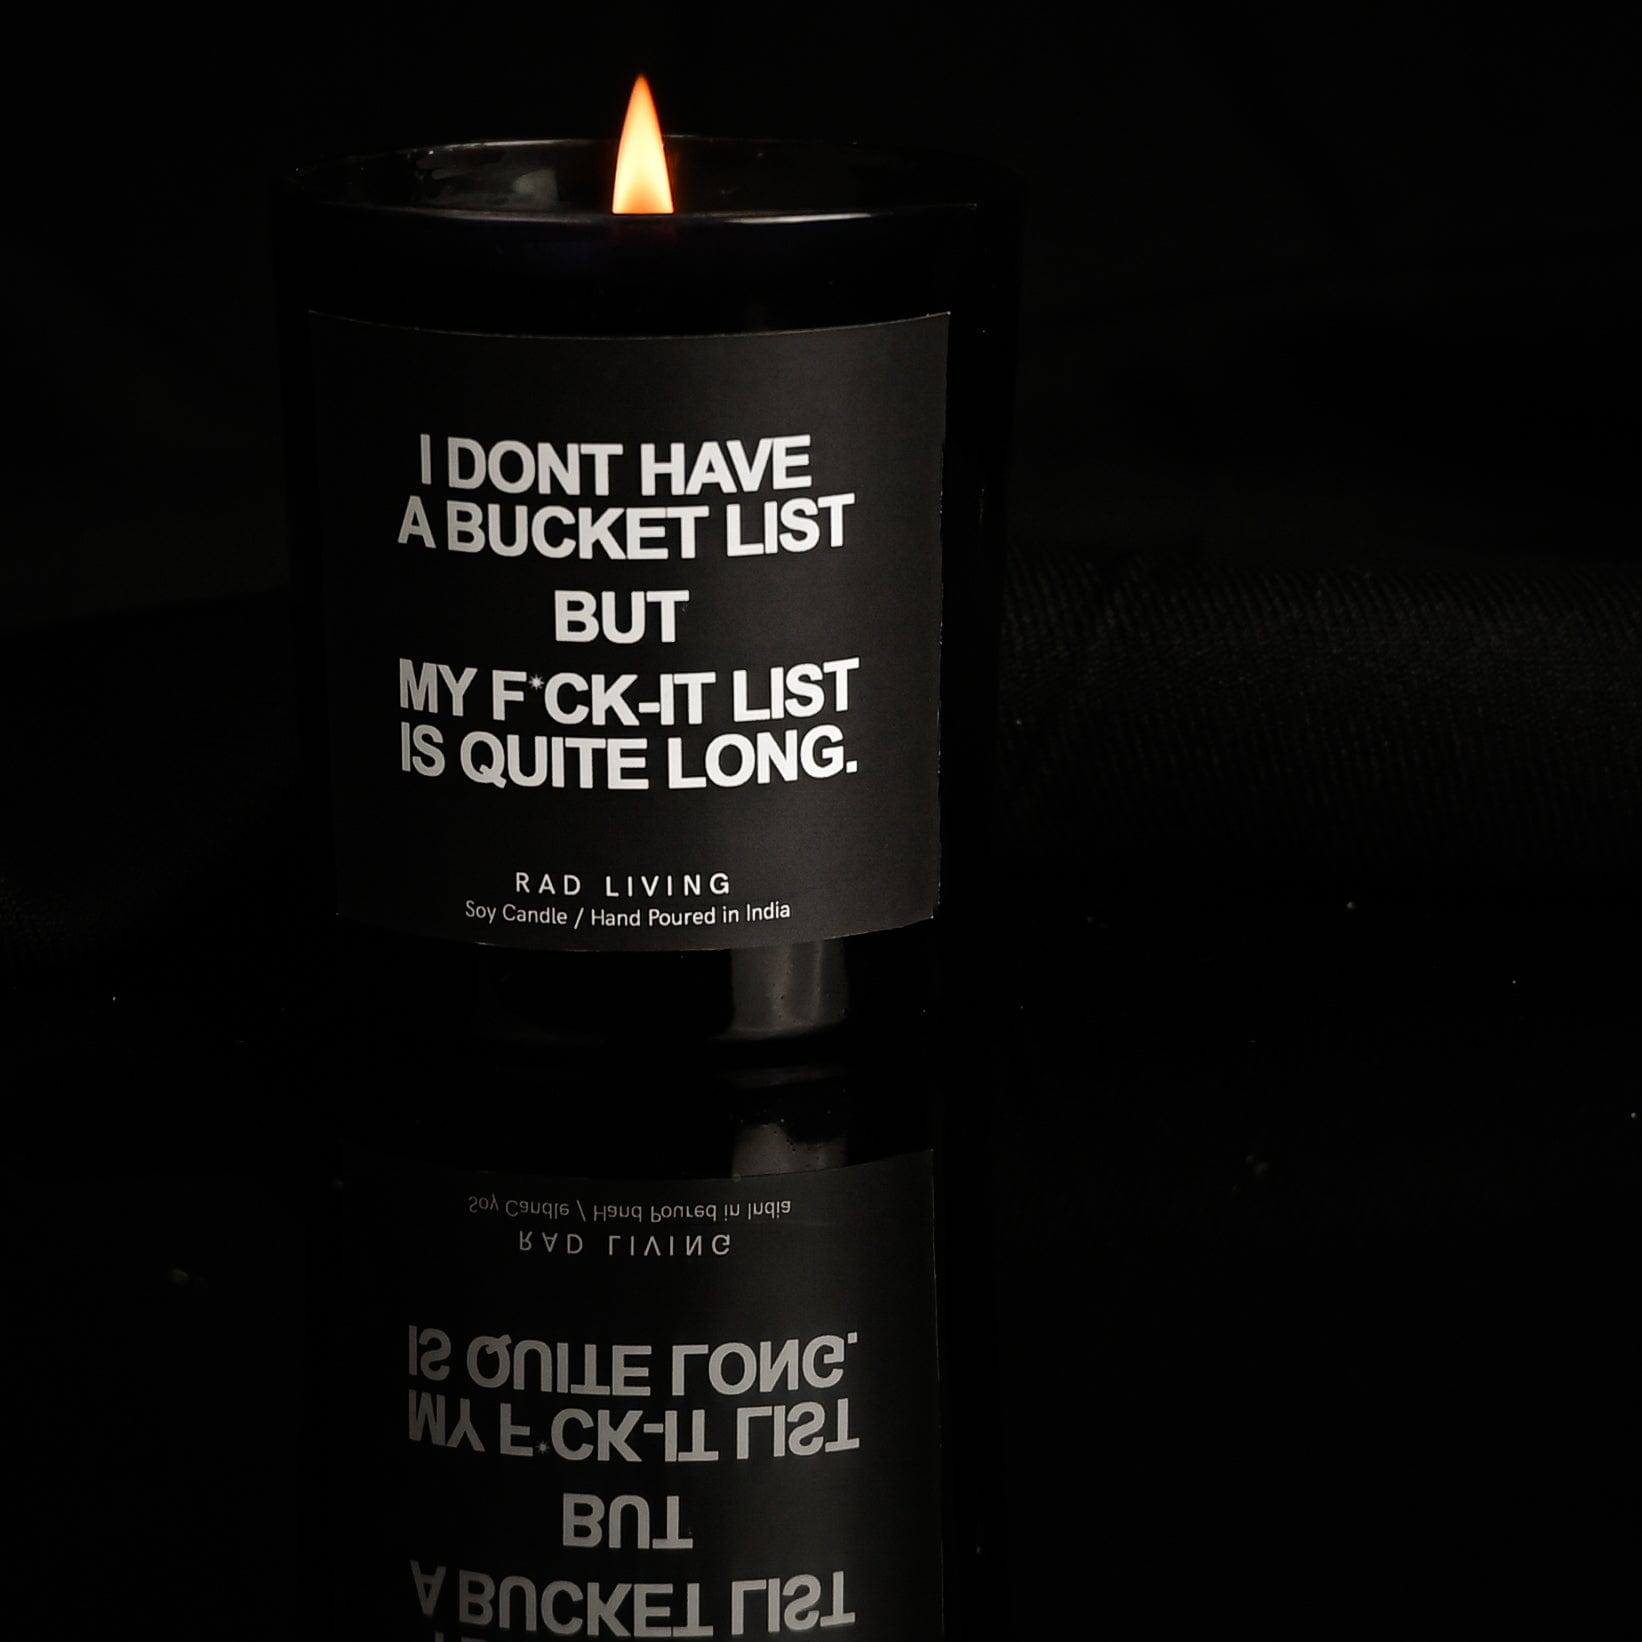 I DONT HAVE
A BUCKET LIST
BUT
MY F*CK-IT LIST
IS QUITE LONG.
RAD LIVING
Soy Candle / Hand Poured in India